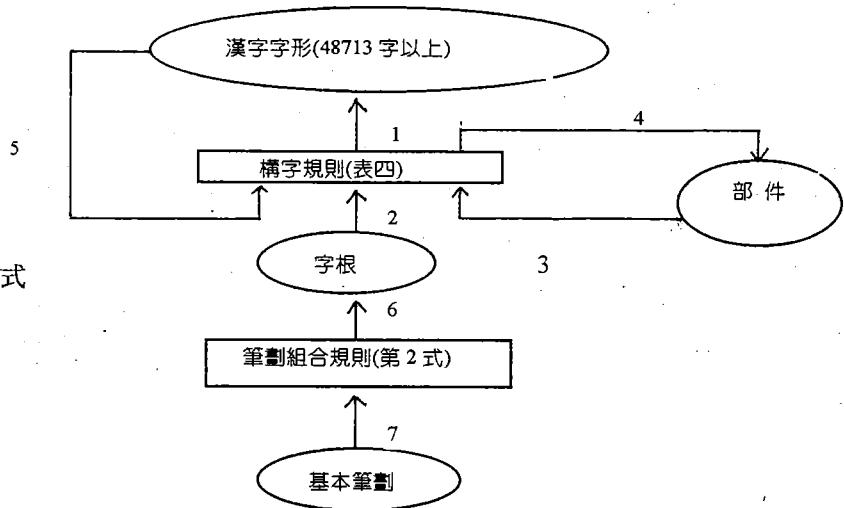 漢字字形(48713 字以上)
5
1
4
構字規則(表四)
部 件
2
字根
3
式
6
筆劃組合規則(第 2 式)
7
基本筆劃